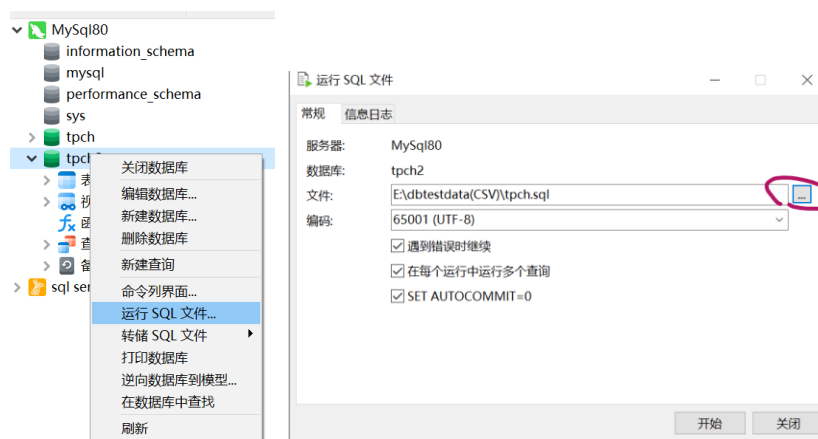 MySql80
information_schema
mysql
performance_schema
sys
tpch
关闭数据库
编辑数据库...
新建数据库...
删除数据库
新建查询
命令列界面...
运行 SQL 文件...
转储 SQL 文件
打印数据库
逆向数据库到模型...
在数据库中查找
刷新
sql ser
运行 SQL 文件
常规
信息日志
服务器:
MySql80
数据库:
tpch2
文件:
E:\dbtestdata(CSV)\tpch.sql
...
编码:
65001 (UTF-8)
遇到错误时继续
在每个运行中运行多个查询
SET AUTOCOMMIT=0
开始
关闭